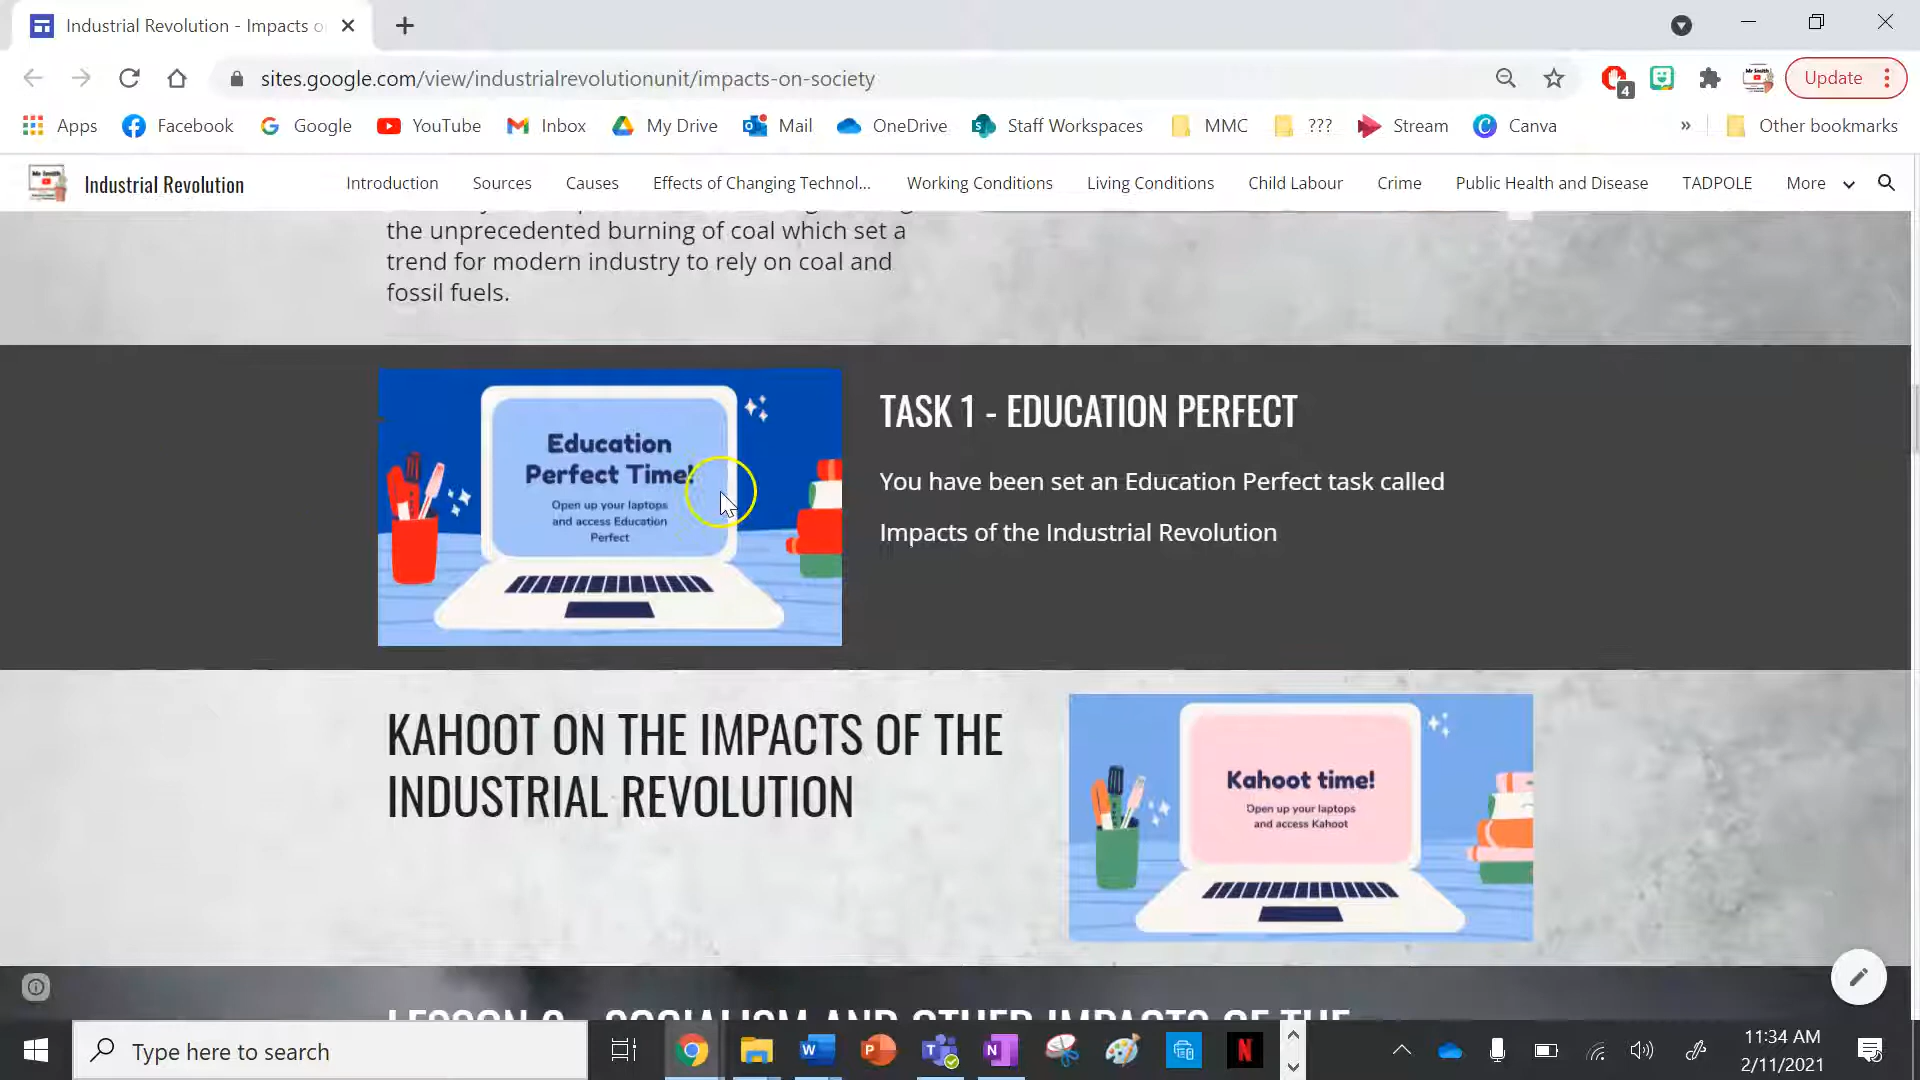 Industrial Revolution - Impacts o
sites.google.com/view/industrialrevolutionunit/impacts-on-society
4
Update
Apps
Facebook
Google
YouTube
Inbox
My Drive
Mail
OneDrive
Staff Workspaces
MMC
???
Stream
Canva
»
Other bookmarks
Industrial Revolution
Introduction
Sources
Causes
Effects of Changing Technol...
Working Conditions
Living Conditions
Child Labour
Crime
Public Health and Disease
TADPOLE
More
the unprecedented burning of coal which set a
trend for modern industry to rely on coal and
fossil fuels.
Education
Perfect Time!
Open up your laptops
and access Education
Perfect
TASK 1 - EDUCATION PERFECT
You have been set an Education Perfect task called
Impacts of the Industrial Revolution
KAHOOT ON THE IMPACTS OF THE
INDUSTRIAL REVOLUTION
Kahoot time!
Open up your laptops
and access Kahoot
Type here to search
11:34 AM
2/11/2021